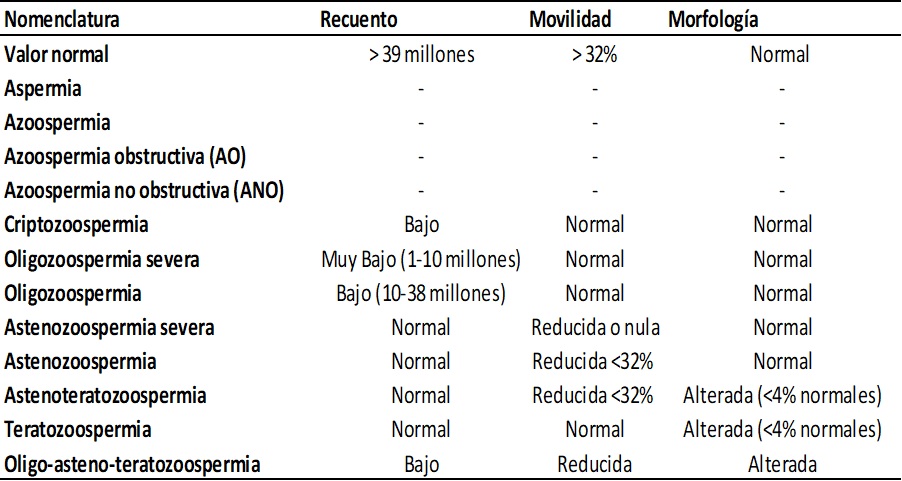 Nomenclatura Recuento Movilidad Morfología
Valor normal > 39 millones > 32% Normal
Aspermia - - -
Azoospermia - - -
Azoospermia obstructiva (AO) - - -
Azoospermia no obstructiva (ANO) - - -
Criptozoospermia Bajo Normal Normal
Oligozoospermia severa Muy Bajo (1-10 millones) Normal Normal
Oligozoospermia Bajo (10-38 millones) Normal Normal
Astenozoospermia severa Normal Reducida o nula Normal
Astenozoospermia Normal Reducida <32% Normal
Astenoteratozoospermia Normal Reducida <32% Alterada (<4% normales)
Teratozoospermia Normal Normal Alterada (<4% normales)
Oligo-asteno-teratozoospermia Bajo Reducida Alterada